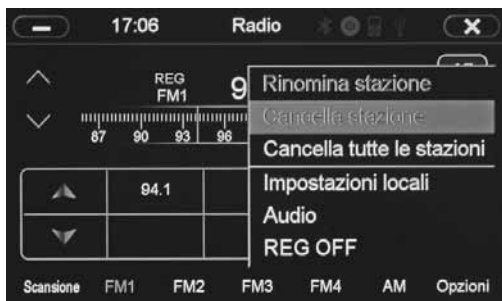 17:06 Radio
REG
FM1
9
Rinomina stazione
Cancella stazione
Cancella tutte le stazioni
Impostazioni locali
Audio
REG OFF
87 90 93 96
94.1
Scansione FM1 FM2 FM3 FM4 AM Opzioni